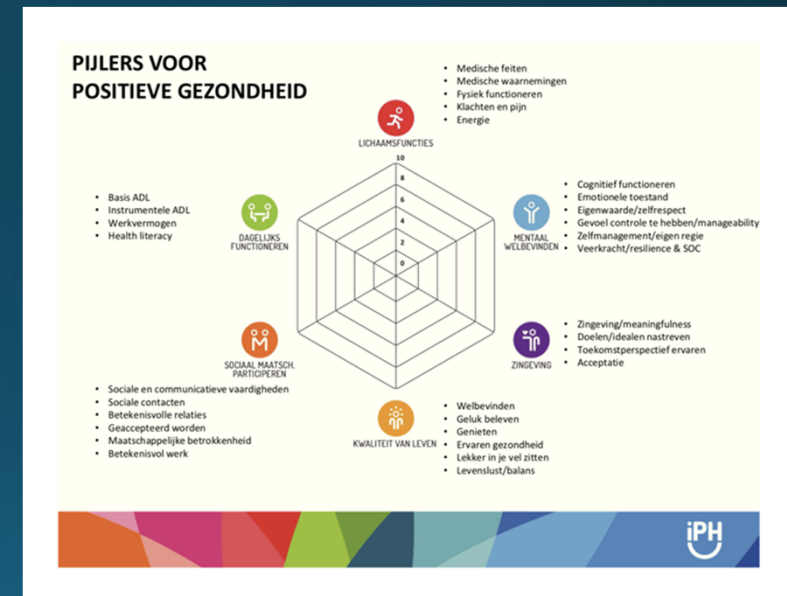 PIJLERS VOOR
POSITIEVE GEZONDHEID
• Medische feiten
• Medische waarnemingen
• Fysiek functioneren
• Klachten en pijn
• Energie
LICHAAMSFUNCTIES
10
8
6
4
2
0
• Cognitief functioneren
• Emotionele toestand
• Eigenwaarde/zelfrespect
• Gevoel controle te hebben/manageability
• Zelfmanagement/eigen regie
• Veerkracht/resilience & SOC
MENTAAL
WELBEVINDEN
• Zingeving/meaningfulness
• Doelen/idealen nastreven
• Toekomstperspectief ervaren
• Acceptatie
ZINGEVING
• Welbevinden
• Geluk beleven
• Genieten
• Ervaren gezondheid
• Lekker in je vel zitten
• Levenslust/balans
KWALITEIT VAN LEVEN
SOCIAAL MAATSCH.
PARTICIPEREN
• Sociale en communicatieve vaardigheden
• Sociale contacten
• Betekenisvolle relaties
• Geaccepteerd worden
• Maatschappelijke betrokkenheid
• Betekenisvol werk
• Basis ADL
• Instrumentele ADL
• Werkvermogen
• Health literacy
DAGELIJKS
FUNCTIONEREN
iPH